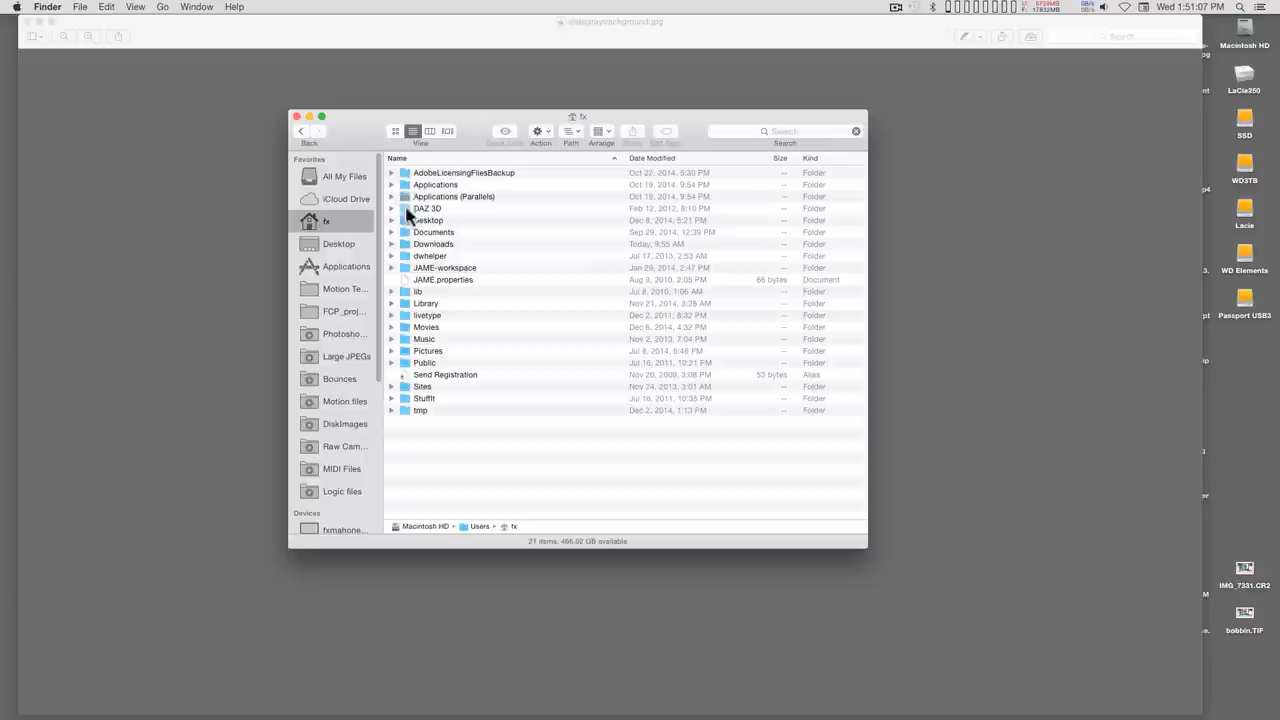 Finder File Edit View Go Window Help
Wed 1:51:07 PM
slategraybackground.jpg
Search
fx
Back View Quick Look Action Path Arrange Share Edit Tags Search
Search
Favorites
All My Files
iCloud Drive
fx
Desktop
Applications
Motion Te...
FCP_proj...
Photosho...
Large JPEGs
Bounces
Motion files
DiskImages
Raw Cam...
MIDI Files
Logic files
Devices
fxmahone...
Name Date Modified Size Kind
AdobeLicensingFilesBackup Oct 22, 2014, 5:30 PM -- Folder
Applications Oct 19, 2014, 9:54 PM -- Folder
Applications (Parallels) Oct 19, 2014, 9:54 PM -- Folder
DAZ 3D Feb 12, 2012, 8:10 PM -- Folder
Desktop Dec 8, 2014, 5:21 PM -- Folder
Documents Sep 29, 2014, 12:39 PM -- Folder
Downloads Today, 9:55 AM -- Folder
dwhelper Jul 17, 2013, 2:53 AM -- Folder
JAME-workspace Jan 29, 2014, 2:47 PM -- Folder
JAME.properties Aug 9, 2010, 2:05 PM 66 bytes Document
lib Jul 8, 2010, 1:06 AM -- Folder
Library Nov 21, 2014, 3:28 AM -- Folder
livetype Dec 2, 2011, 8:32 PM -- Folder
Movies Dec 6, 2014, 4:32 PM -- Folder
Music Nov 2, 2013, 7:04 PM -- Folder
Pictures Jul 8, 2014, 6:46 PM -- Folder
Public Jul 16, 2011, 10:21 PM -- Folder
Send Registration Nov 20, 2009, 3:08 PM 53 bytes Alias
Sites Nov 24, 2013, 3:01 AM -- Folder
StuffIt Jul 16, 2011, 10:35 PM -- Folder
tmp Dec 2, 2014, 1:13 PM -- Folder
Macintosh HD Users fx
21 items, 466.02 GB available
Macintosh HD
LaCie250
SSD
WD3TB
Lacie
WD Elements
Passport USB3
IMG_7331.CR2
bobbin.TIF